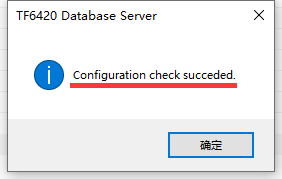 TF6420 Database Server
Configuration check succeded.
确定